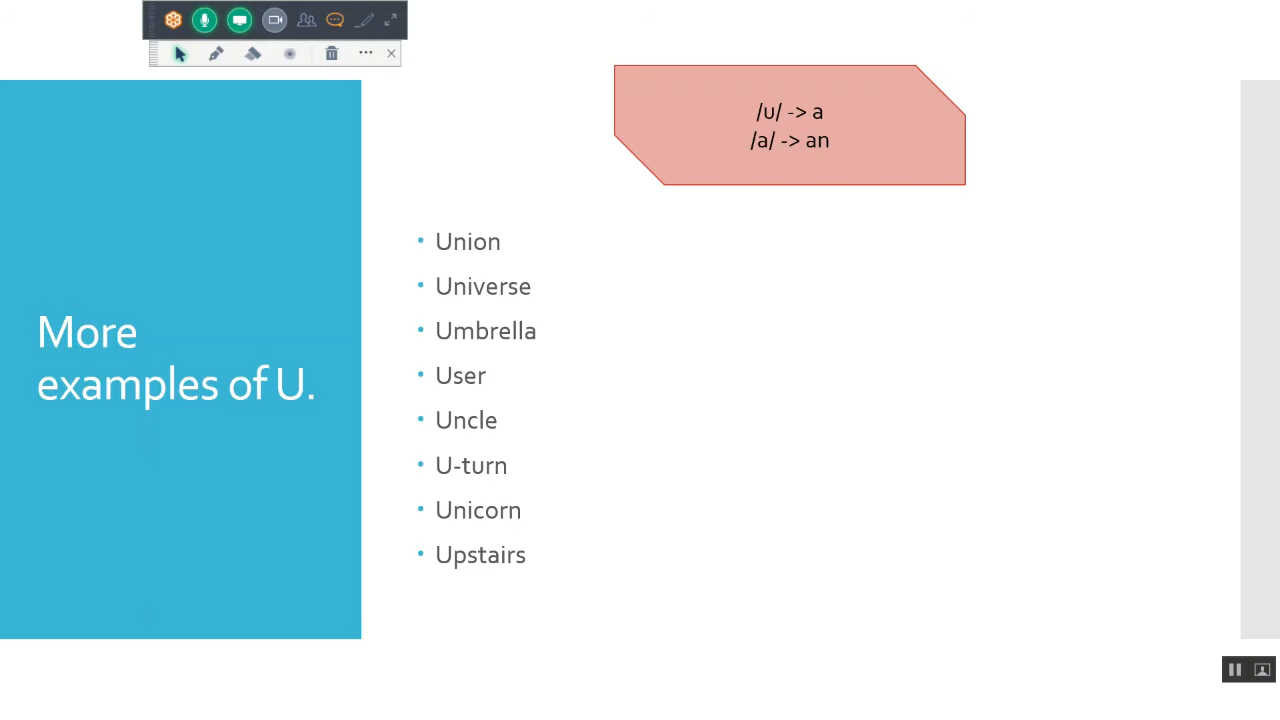 /u/ -> a
/a/ -> an
More
examples of U.
• Union
• Universe
• Umbrella
• User
• Uncle
• U-turn
• Unicorn
• Upstairs